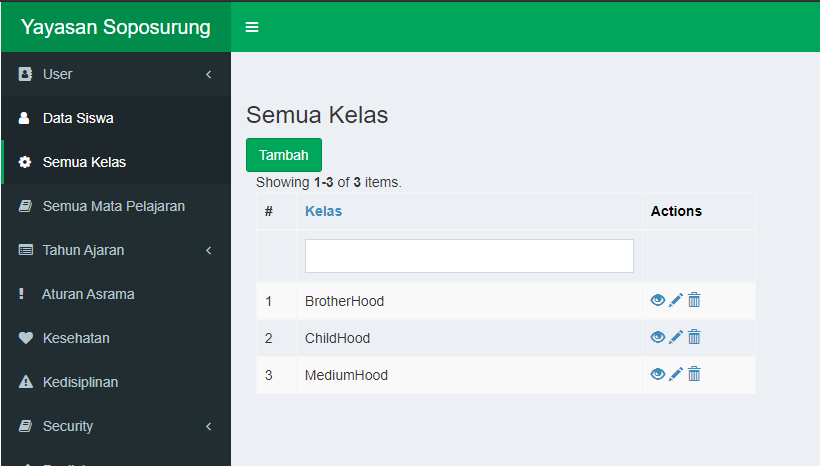 Yayasan Soposurung
User
Data Siswa
Semua Kelas
Semua Mata Pelajaran
Tahun Ajaran
Aturan Asrama
Kesehatan
Kedisiplinan
Security
Semua Kelas
Tambah
Showing 1-3 of 3 items.
# Kelas Actions
1 BrotherHood
2 ChildHood
3 MediumHood